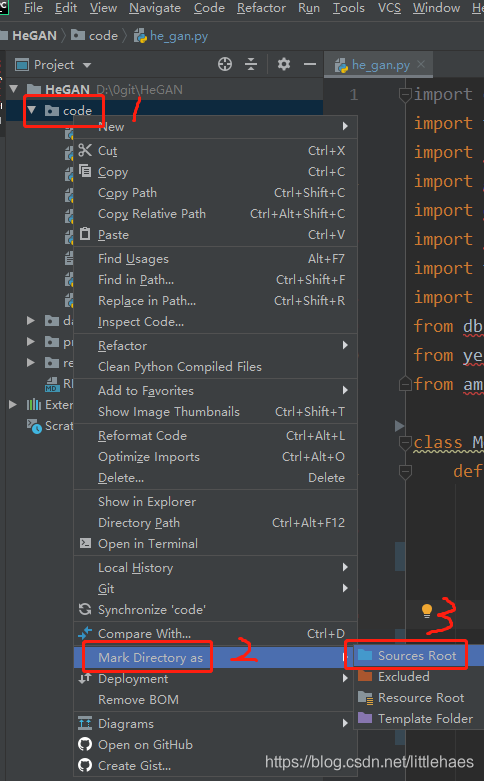 File Edit View Navigate Code Refactor Run Tools VCS Window He
HeGAN code he_gan.py
Project
he_gan.py
HeGAN D:\0git\HeGAN
1 import
code 1
New
Cut Ctrl+X
import
Copy Ctrl+C
Copy Path Ctrl+Shift+C
import
Copy Relative Path Ctrl+Alt+Shift+C
Paste Ctrl+V
import
Find Usages Alt+F7
Find in Path... Ctrl+Shift+F
import
Replace in Path... Ctrl+Shift+R
import
Inspect Code...
da
from db
pr
Refactor
re
Clean Python Compiled Files
from ye
Exter
Add to Favorites
from am
Show Image Thumbnails Ctrl+Shift+T
Scrat
Reformat Code Ctrl+Alt+L
class M
Optimize Imports Ctrl+Alt+O
Delete... Delete
def
Show in Explorer
Directory Path Ctrl+Alt+F12
Open in Terminal
Local History
Git
Synchronize 'code'
3
Compare With... Ctrl+D
Mark Directory as 2
Sources Root
Deployment
Excluded
Remove BOM
Resource Root
Diagrams
Template Folder
Open on GitHub
Create Gist...
https://blog.csdn.net/littlehaes